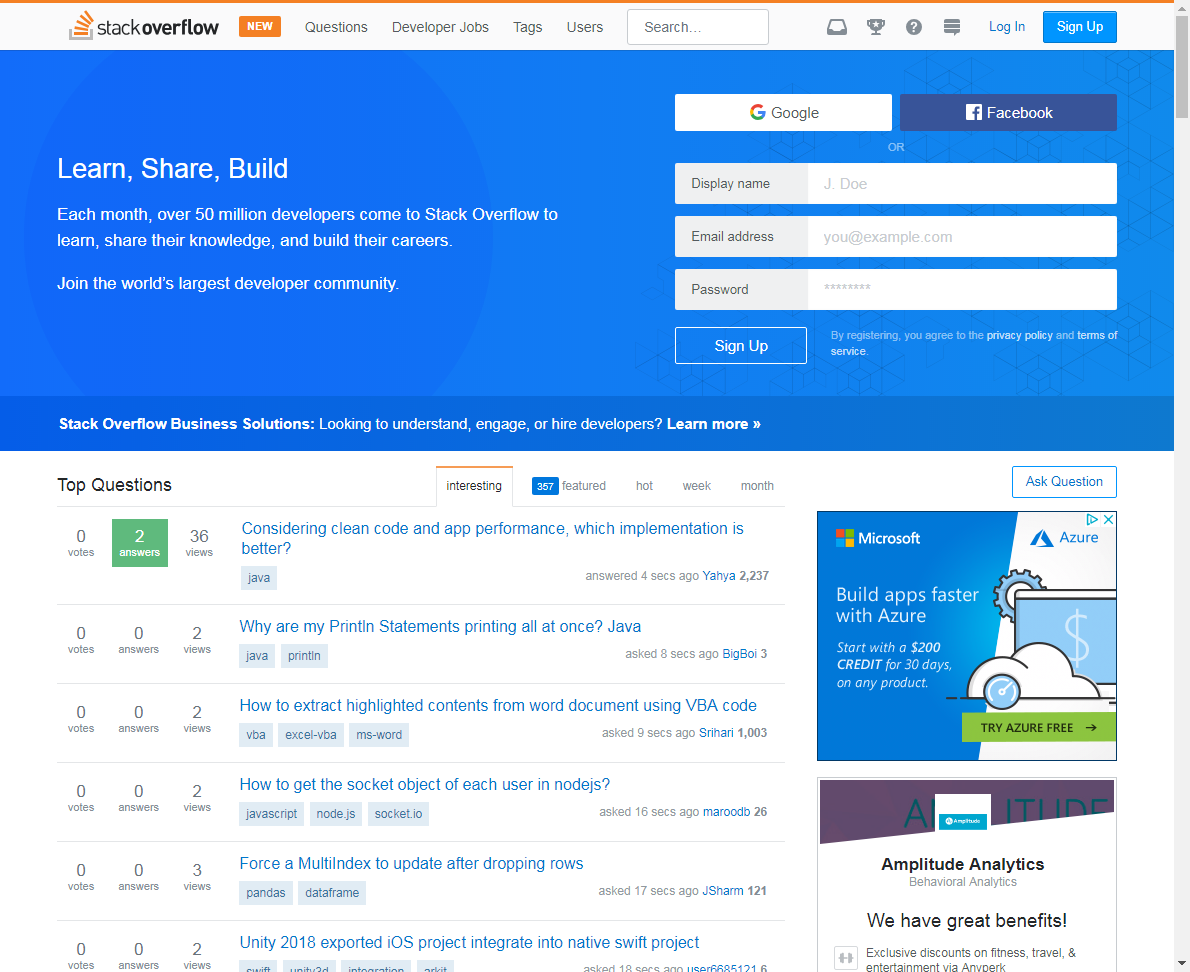 stackoverflow NEW Questions Developer Jobs Tags Users Search… Log In Sign Up
Google Facebook
OR
Learn, Share, Build
Each month, over 50 million developers come to Stack Overflow to
learn, share their knowledge, and build their careers.
Join the world’s largest developer community.
Display name J. Doe
Email address you@example.com
Password ********
Sign Up
By registering, you agree to the privacy policy and terms of
service.
Stack Overflow Business Solutions: Looking to understand, engage, or hire developers? Learn more »
Top Questions
interesting 357 featured hot week month
Ask Question
0 votes 2 answers 36 views
Considering clean code and app performance, which implementation is
better?
java
answered 4 secs ago Yahya 2,237
0 votes 0 answers 2 views
Why are my Println Statements printing all at once? Java
java println
asked 8 secs ago BigBoi 3
0 votes 0 answers 2 views
How to extract highlighted contents from word document using VBA code
vba excel-vba ms-word
asked 9 secs ago Srihari 1,003
0 votes 0 answers 2 views
How to get the socket object of each user in nodejs?
javascript node.js socket.io
asked 16 secs ago maroodb 26
0 votes 0 answers 3 views
Force a MultiIndex to update after dropping rows
pandas dataframe
asked 17 secs ago JSharm 121
0 votes 0 answers 2 views
Unity 2018 exported iOS project integrate into native swift project
swift unity3d integration arkit
asked 18 secs ago user6685121 6
Microsoft
Azure
Build apps faster
with Azure
Start with a $200
CREDIT for 30 days,
on any product.
TRY AZURE FREE →
AMPLITUDE
Amplitude
Amplitude Analytics
Behavioral Analytics
We have great benefits!
Exclusive discounts on fitness, travel, &
entertainment via Anyperk